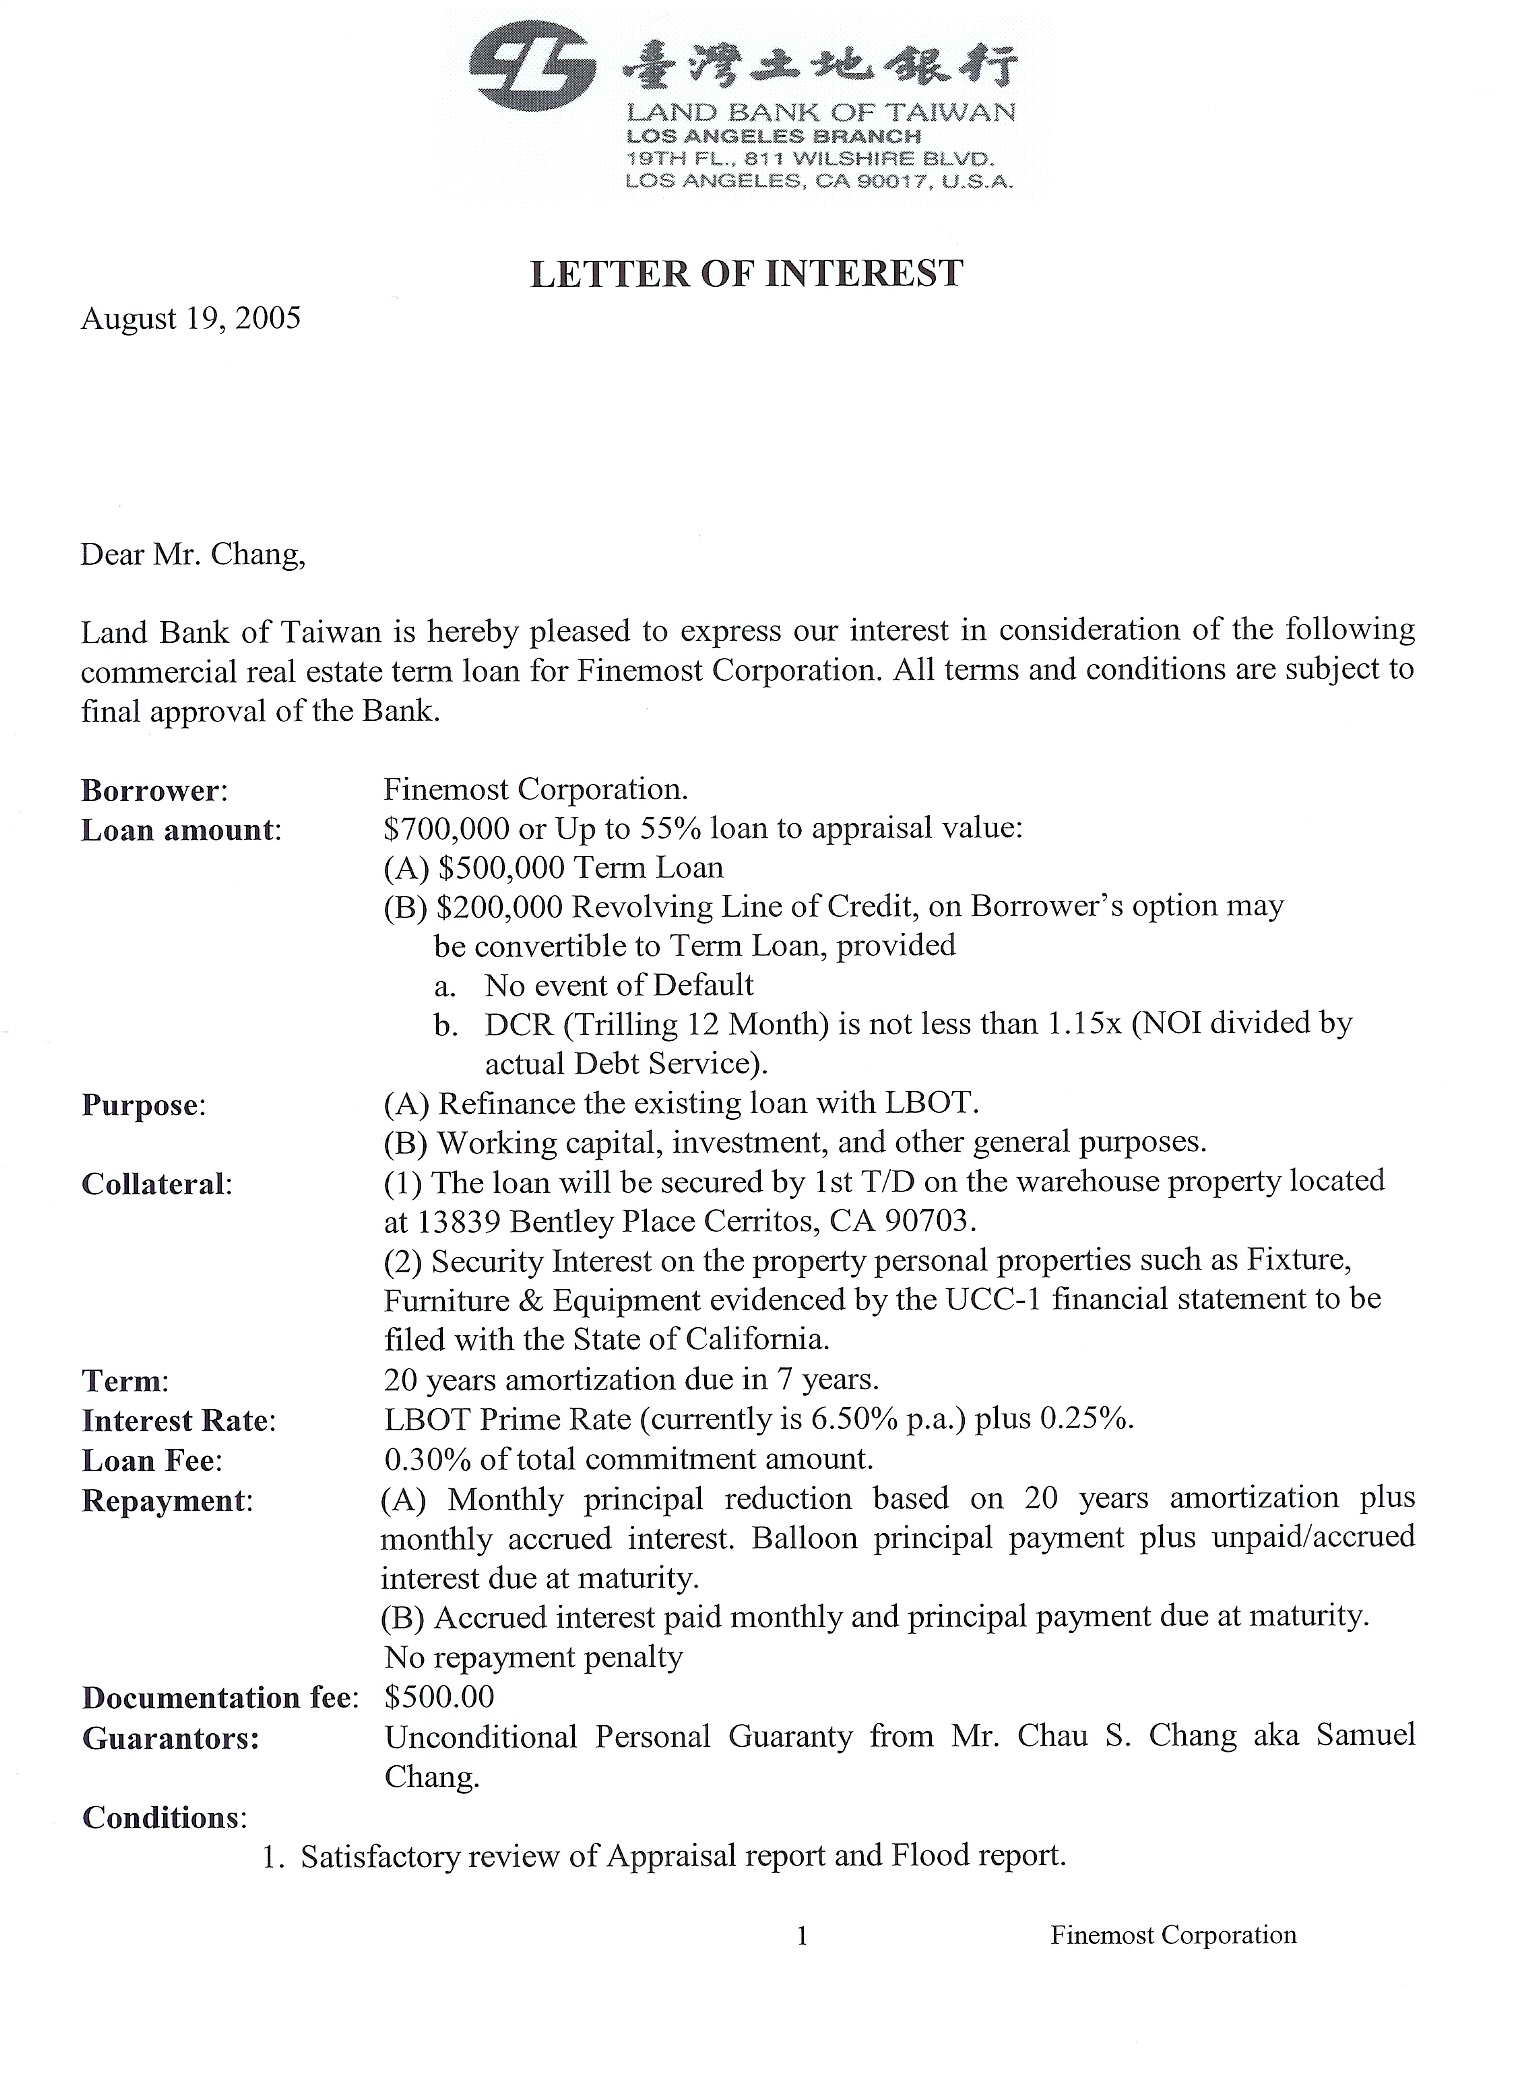 臺灣土地銀行
LAND BANK OF TAIWAN
LOS ANGELES BRANCH
19TH FL., 811 WILSHIRE BLVD.
LOS ANGELES, CA 90017, U.S.A.
LETTER OF INTEREST
August 19, 2005
Dear Mr. Chang,
Land Bank of Taiwan is hereby pleased to express our interest in consideration of the following
commercial real estate term loan for Finemost Corporation. All terms and conditions are subject to
final approval of the Bank.
Borrower: Finemost Corporation.
Loan amount: $700,000 or Up to 55% loan to appraisal value:
(A) $500,000 Term Loan
(B) $200,000 Revolving Line of Credit, on Borrower’s option may
be convertible to Term Loan, provided
a. No event of Default
b. DCR (Trilling 12 Month) is not less than 1.15x (NOI divided by
actual Debt Service).
Purpose: (A) Refinance the existing loan with LBOT.
(B) Working capital, investment, and other general purposes.
Collateral: (1) The loan will be secured by 1st T/D on the warehouse property located
at 13839 Bentley Place Cerritos, CA 90703.
(2) Security Interest on the property personal properties such as Fixture,
Furniture & Equipment evidenced by the UCC-1 financial statement to be
filed with the State of California.
Term: 20 years amortization due in 7 years.
Interest Rate: LBOT Prime Rate (currently is 6.50% p.a.) plus 0.25%.
Loan Fee: 0.30% of total commitment amount.
Repayment: (A) Monthly principal reduction based on 20 years amortization plus
monthly accrued interest. Balloon principal payment plus unpaid/accrued
interest due at maturity.
(B) Accrued interest paid monthly and principal payment due at maturity.
No repayment penalty
Documentation fee: $500.00
Guarantors: Unconditional Personal Guaranty from Mr. Chau S. Chang aka Samuel
Chang.
Conditions:
1. Satisfactory review of Appraisal report and Flood report.
1 Finemost Corporation